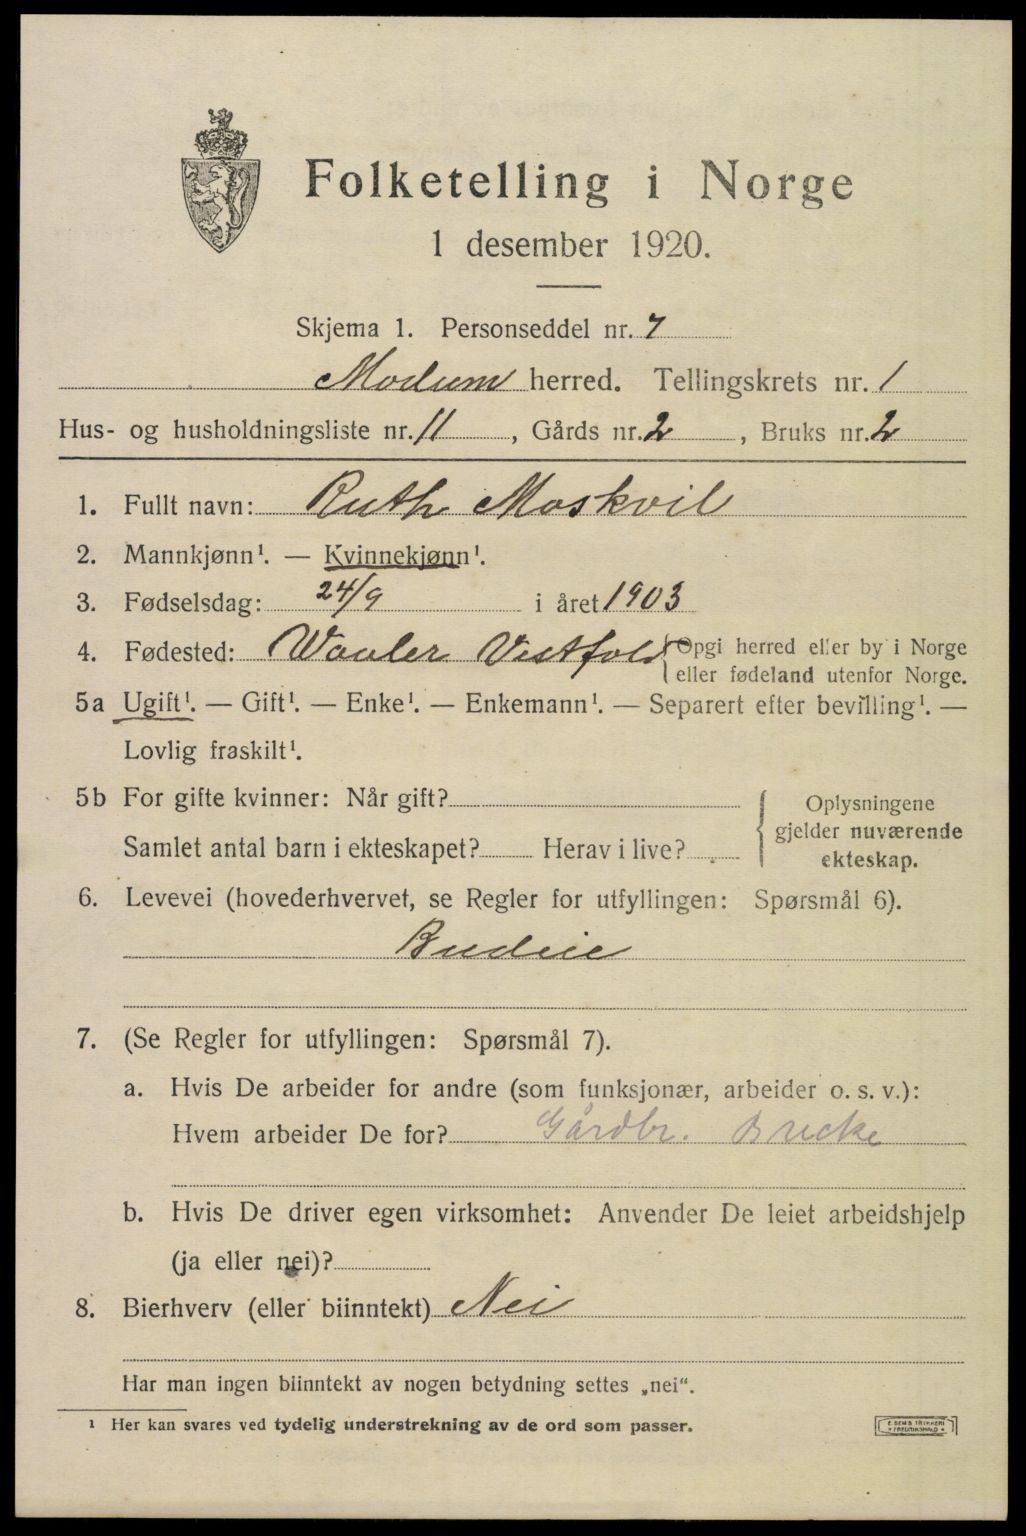 Folketelling i Norge
1 desember 1920.
Skjema 1. Personseddel nr. 7
Modum herred. Tellingskrets nr. 1
Hus- og husholdningsliste nr. 11, Gårds nr. 2, Bruks nr. 2
1. Fullt navn: Ruth Moskvil
2. Mannkjønn¹. — Kvinnekjønn¹.
3. Fødselsdag: 24/9 i året 1903
4. Fødested: Waaler Vestfold { Opgi herred eller by i Norge
eller fødeland utenfor Norge.
5a Ugift¹. — Gift¹. — Enke¹. — Enkemann¹. — Separert efter bevilling¹. —
Lovlig fraskilt¹.
5b For gifte kvinner: Når gift?
Samlet antal barn i ekteskapet? Herav i live?
Oplysningene
gjelder nuværende
ekteskap.
6. Levevei (hovederhvervet, se Regler for utfyllingen: Spørsmål 6).
Budeie
7. (Se Regler for utfyllingen: Spørsmål 7).
a. Hvis De arbeider for andre (som funksjonær, arbeider o. s. v.):
Hvem arbeider De for? Gårdbr. Brecke
b. Hvis De driver egen virksomhet: Anvender De leiet arbeidshjelp
(ja eller nei)?
8. Bierhverv (eller biinntekt) Nei
Har man ingen biinntekt av nogen betydning settes „nei".
¹ Her kan svares ved tydelig understrekning av de ord som passer.
E. SEMS TRYKKERI
FREDRIKSHALD